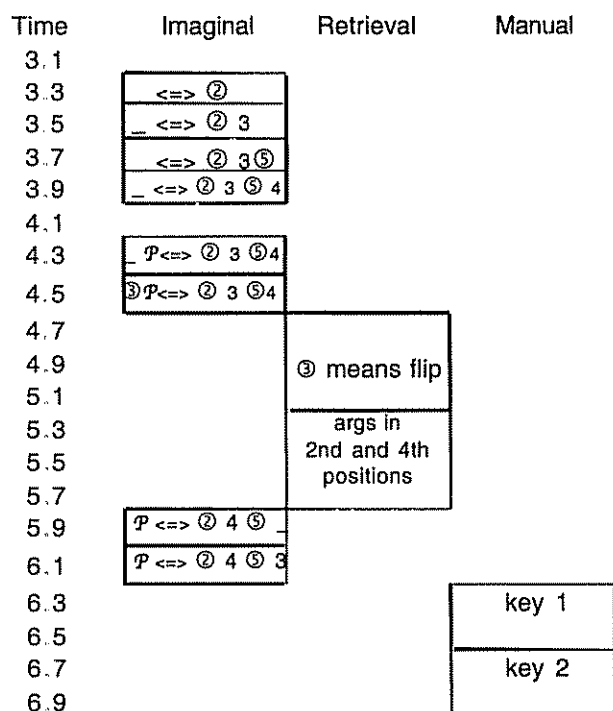 Time Imaginal Retrieval Manual
3.1
3.3 <=> ② 
3.5 _ <=> ② 3
3.7 <=> ② 3 ⑤
3.9 _ <=> ② 3 ⑤ 4
4.1
4.3 _ 𝒫<=> ② 3 ⑤4
4.5 ③𝒫<=> ② 3 ⑤4
4.7
4.9 ③ means flip
5.1
5.3 args in
2nd and 4th
5.5 positions
5.7
5.9 𝒫 <=> ② 4 ⑤ _
6.1 𝒫 <=> ② 4 ⑤ 3
6.3 key 1
6.5
6.7 key 2
6.9